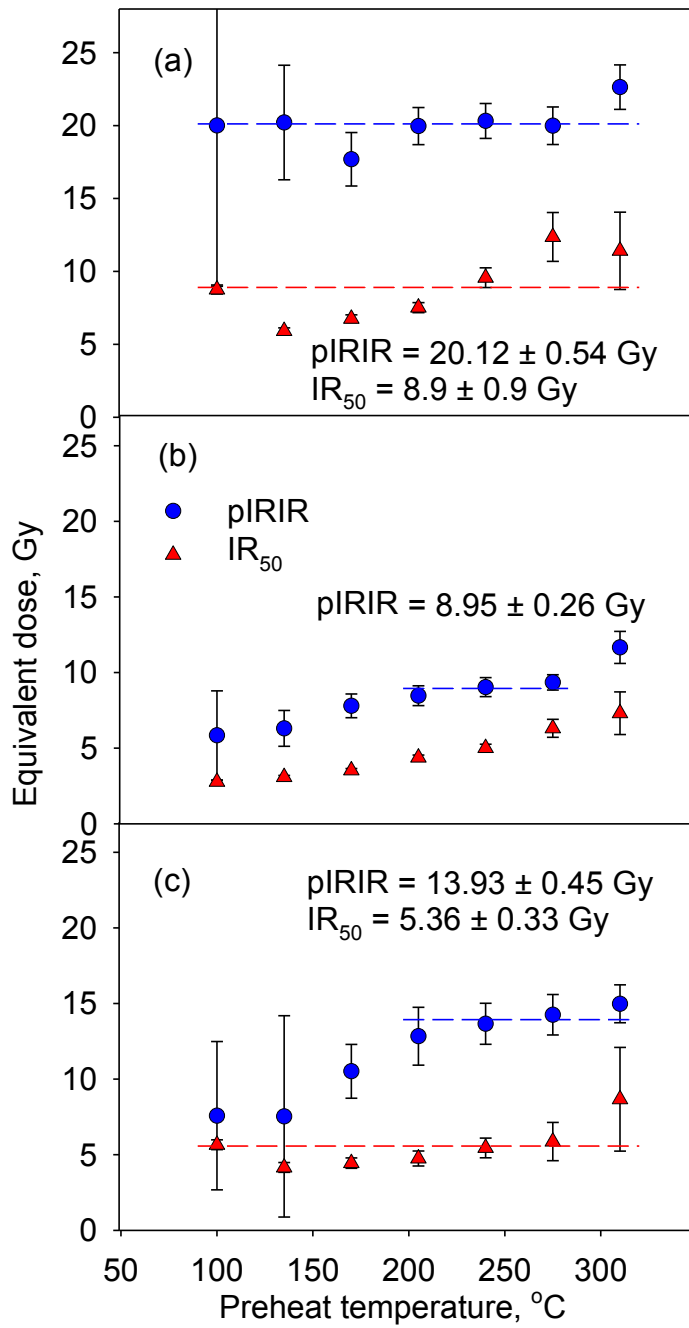 25
(a)
20
15
10
5
pIRIR = 20.12 ± 0.54 Gy
IR50 = 8.9 ± 0.9 Gy
0
25
(b)
20
pIRIR
IR50
15
pIRIR = 8.95 ± 0.26 Gy
10
5
0
Equivalent dose, Gy
25
(c)
pIRIR = 13.93 ± 0.45 Gy
IR50 = 5.36 ± 0.33 Gy
20
15
10
5
0
50 100 150 200 250 300
Preheat temperature, °C